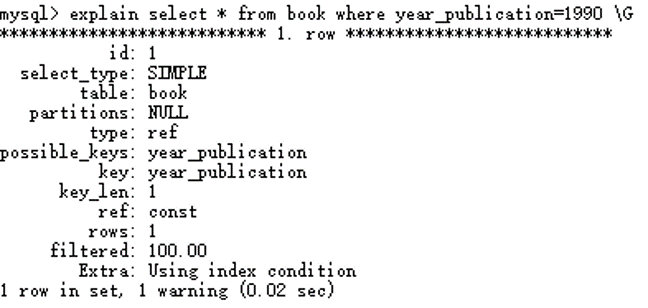 mysql> explain select * from book where year_publication=1990 \G
*************************** 1. row ***************************
id: 1
select_type: SIMPLE
table: book
partitions: NULL
type: ref
possible_keys: year_publication
key: year_publication
key_len: 1
ref: const
rows: 1
filtered: 100.00
Extra: Using index condition
1 row in set, 1 warning (0.02 sec)